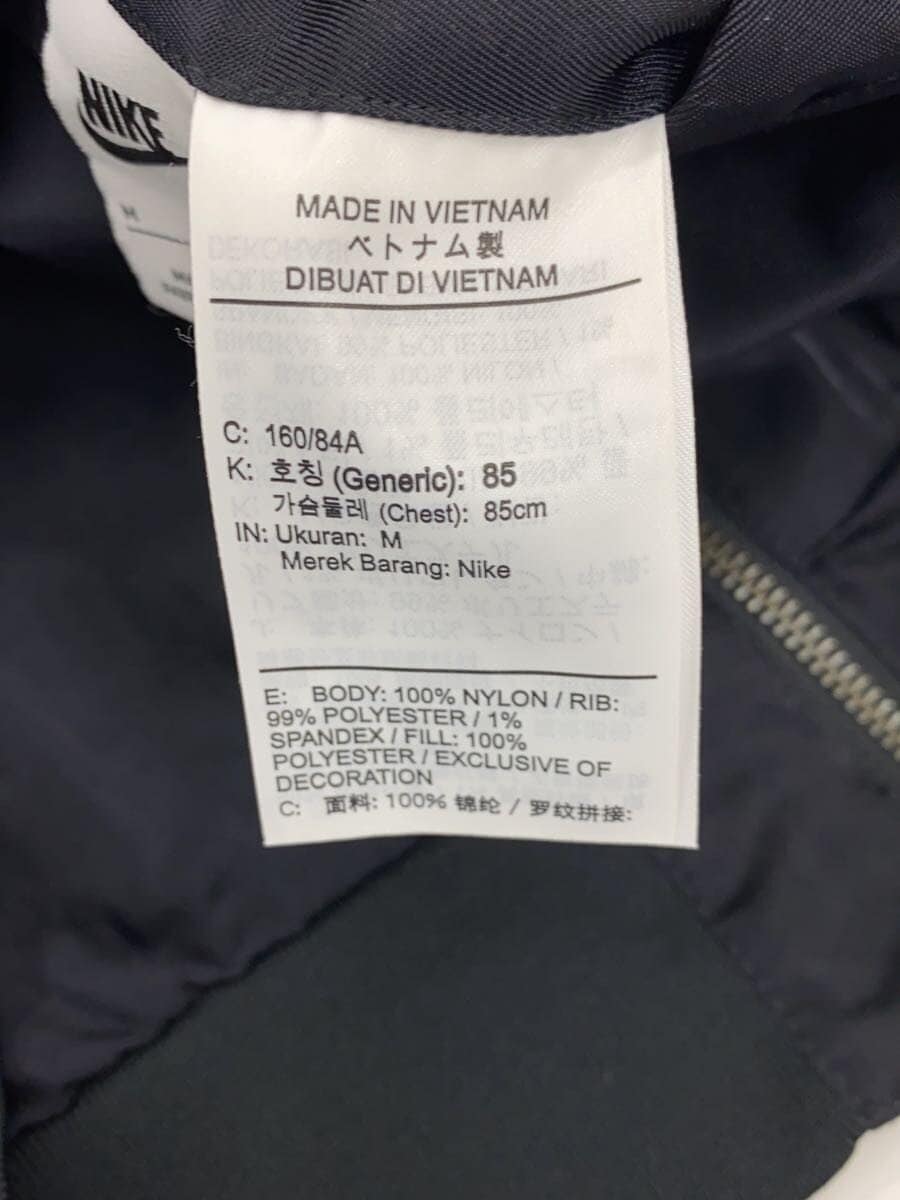 NIKE
M
MADE IN VIETNAM
ベトナム製
DIBUAT DI VIETNAM
C: 160/84A
K: 호칭 (Generic): 85
가슴둘레 (Chest): 85cm
IN: Ukuran: M
Merek Barang: Nike
E: BODY: 100% NYLON / RIB:
99% POLYESTER / 1%
SPANDEX / FILL: 100%
POLYESTER / EXCLUSIVE OF
DECORATION
C: 面料: 100% 锦纶 / 罗纹拼接: